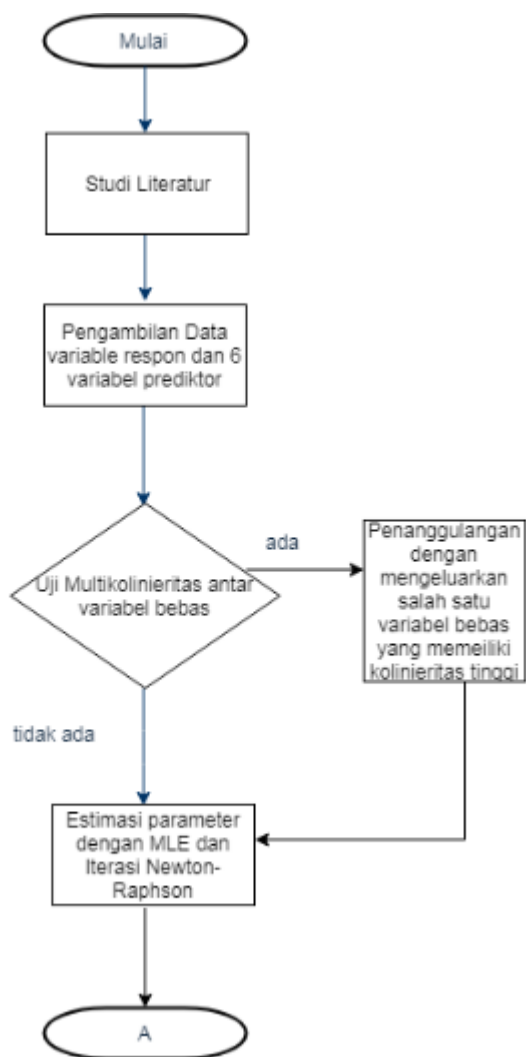 Mulai
Studi Literatur
Pengambilan Data
variable respon dan 6
variabel prediktor
Uji Multikolinieritas antar
variabel bebas
ada
Penanggulangan
dengan
mengeluarkan
salah satu
variabel bebas
yang memeiliki
kolinieritas tinggi
tidak ada
Estimasi parameter
dengan MLE dan
Iterasi Newton-
Raphson
A